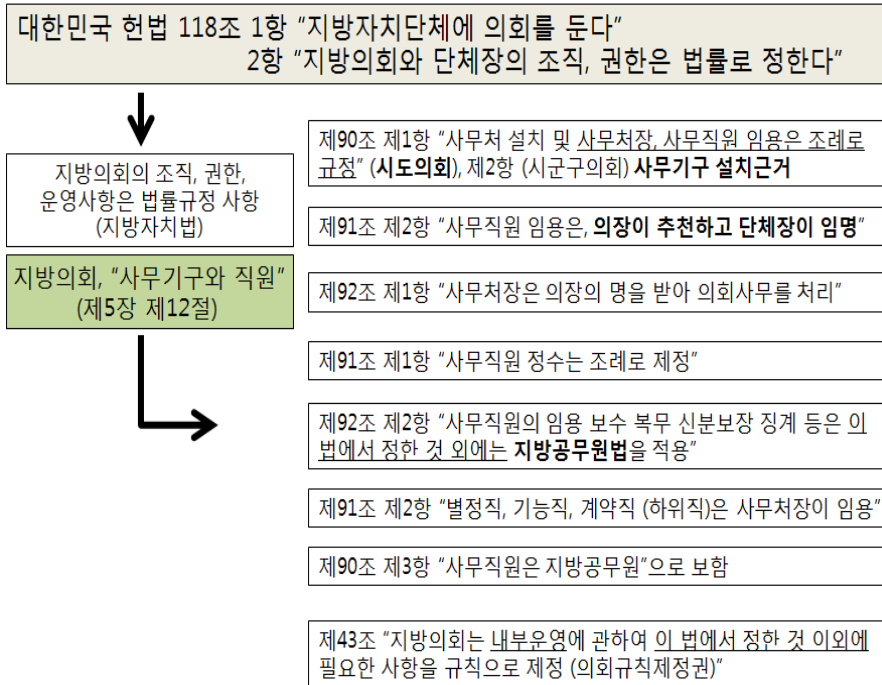 대한민국 헌법 118조 1항 “지방자치단체에 의회를 둔다”
2항 “지방의회와 단체장의 조직, 권한은 법률로 정한다”
지방의회의 조직, 권한,
운영사항은 법률규정 사항
(지방자치법)
지방의회, “사무기구와 직원”
(제5장 제12절)
제90조 제1항 “사무처 설치 및 사무처장, 사무직원 임용은 조례로
규정” (시도의회), 제2항 (시군구의회) 사무기구 설치근거
제91조 제2항 “사무직원 임용은, 의장이 추천하고 단체장이 임명”
제92조 제1항 “사무처장은 의장의 명을 받아 의회사무를 처리”
제91조 제1항 “사무직원 정수는 조례로 제정”
제92조 제2항 “사무직원의 임용 보수 복무 신분보장 징계 등은 이
법에서 정한 것 외에는 지방공무원법을 적용”
제91조 제2항 “별정직, 기능직, 계약직 (하위직)은 사무처장이 임용”
제90조 제3항 “사무직원은 지방공무원”으로 보함
제43조 “지방의회는 내부운영에 관하여 이 법에서 정한 것 이외에
필요한 사항을 규칙으로 제정 (의회규칙제정권)”